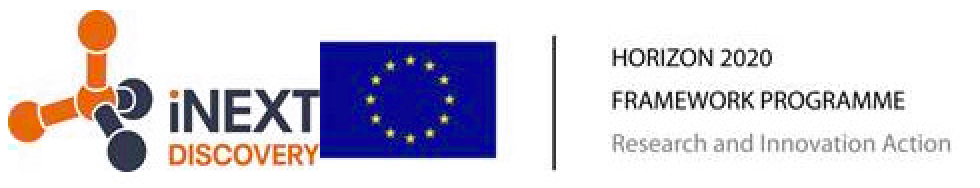 iNEXT
DISCOVERY
HORIZON 2020
FRAMEWORK PROGRAMME
Research and Innovation Action